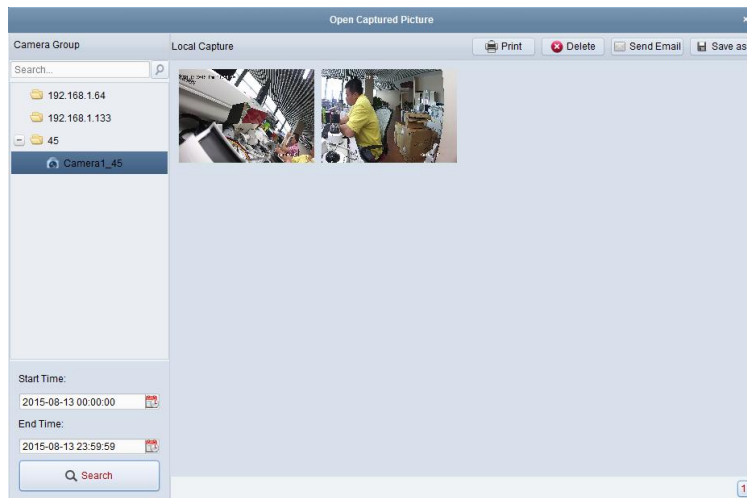 Open Captured Picture
Camera Group
Local Capture
Print
Delete
Send Email
Save as
Search...
192.168.1.64
192.168.1.133
45
Camera1_45
Start Time:
2015-08-13 00:00:00
End Time:
2015-08-13 23:59:59
Search
1